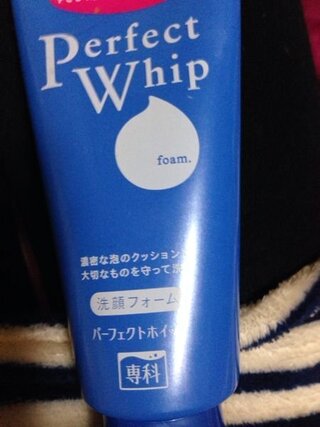 Perfect
Whip
foam.
濃密な泡のクッション
大切なものを守って洗
洗顔フォーム
パーフェクトホイ
専科